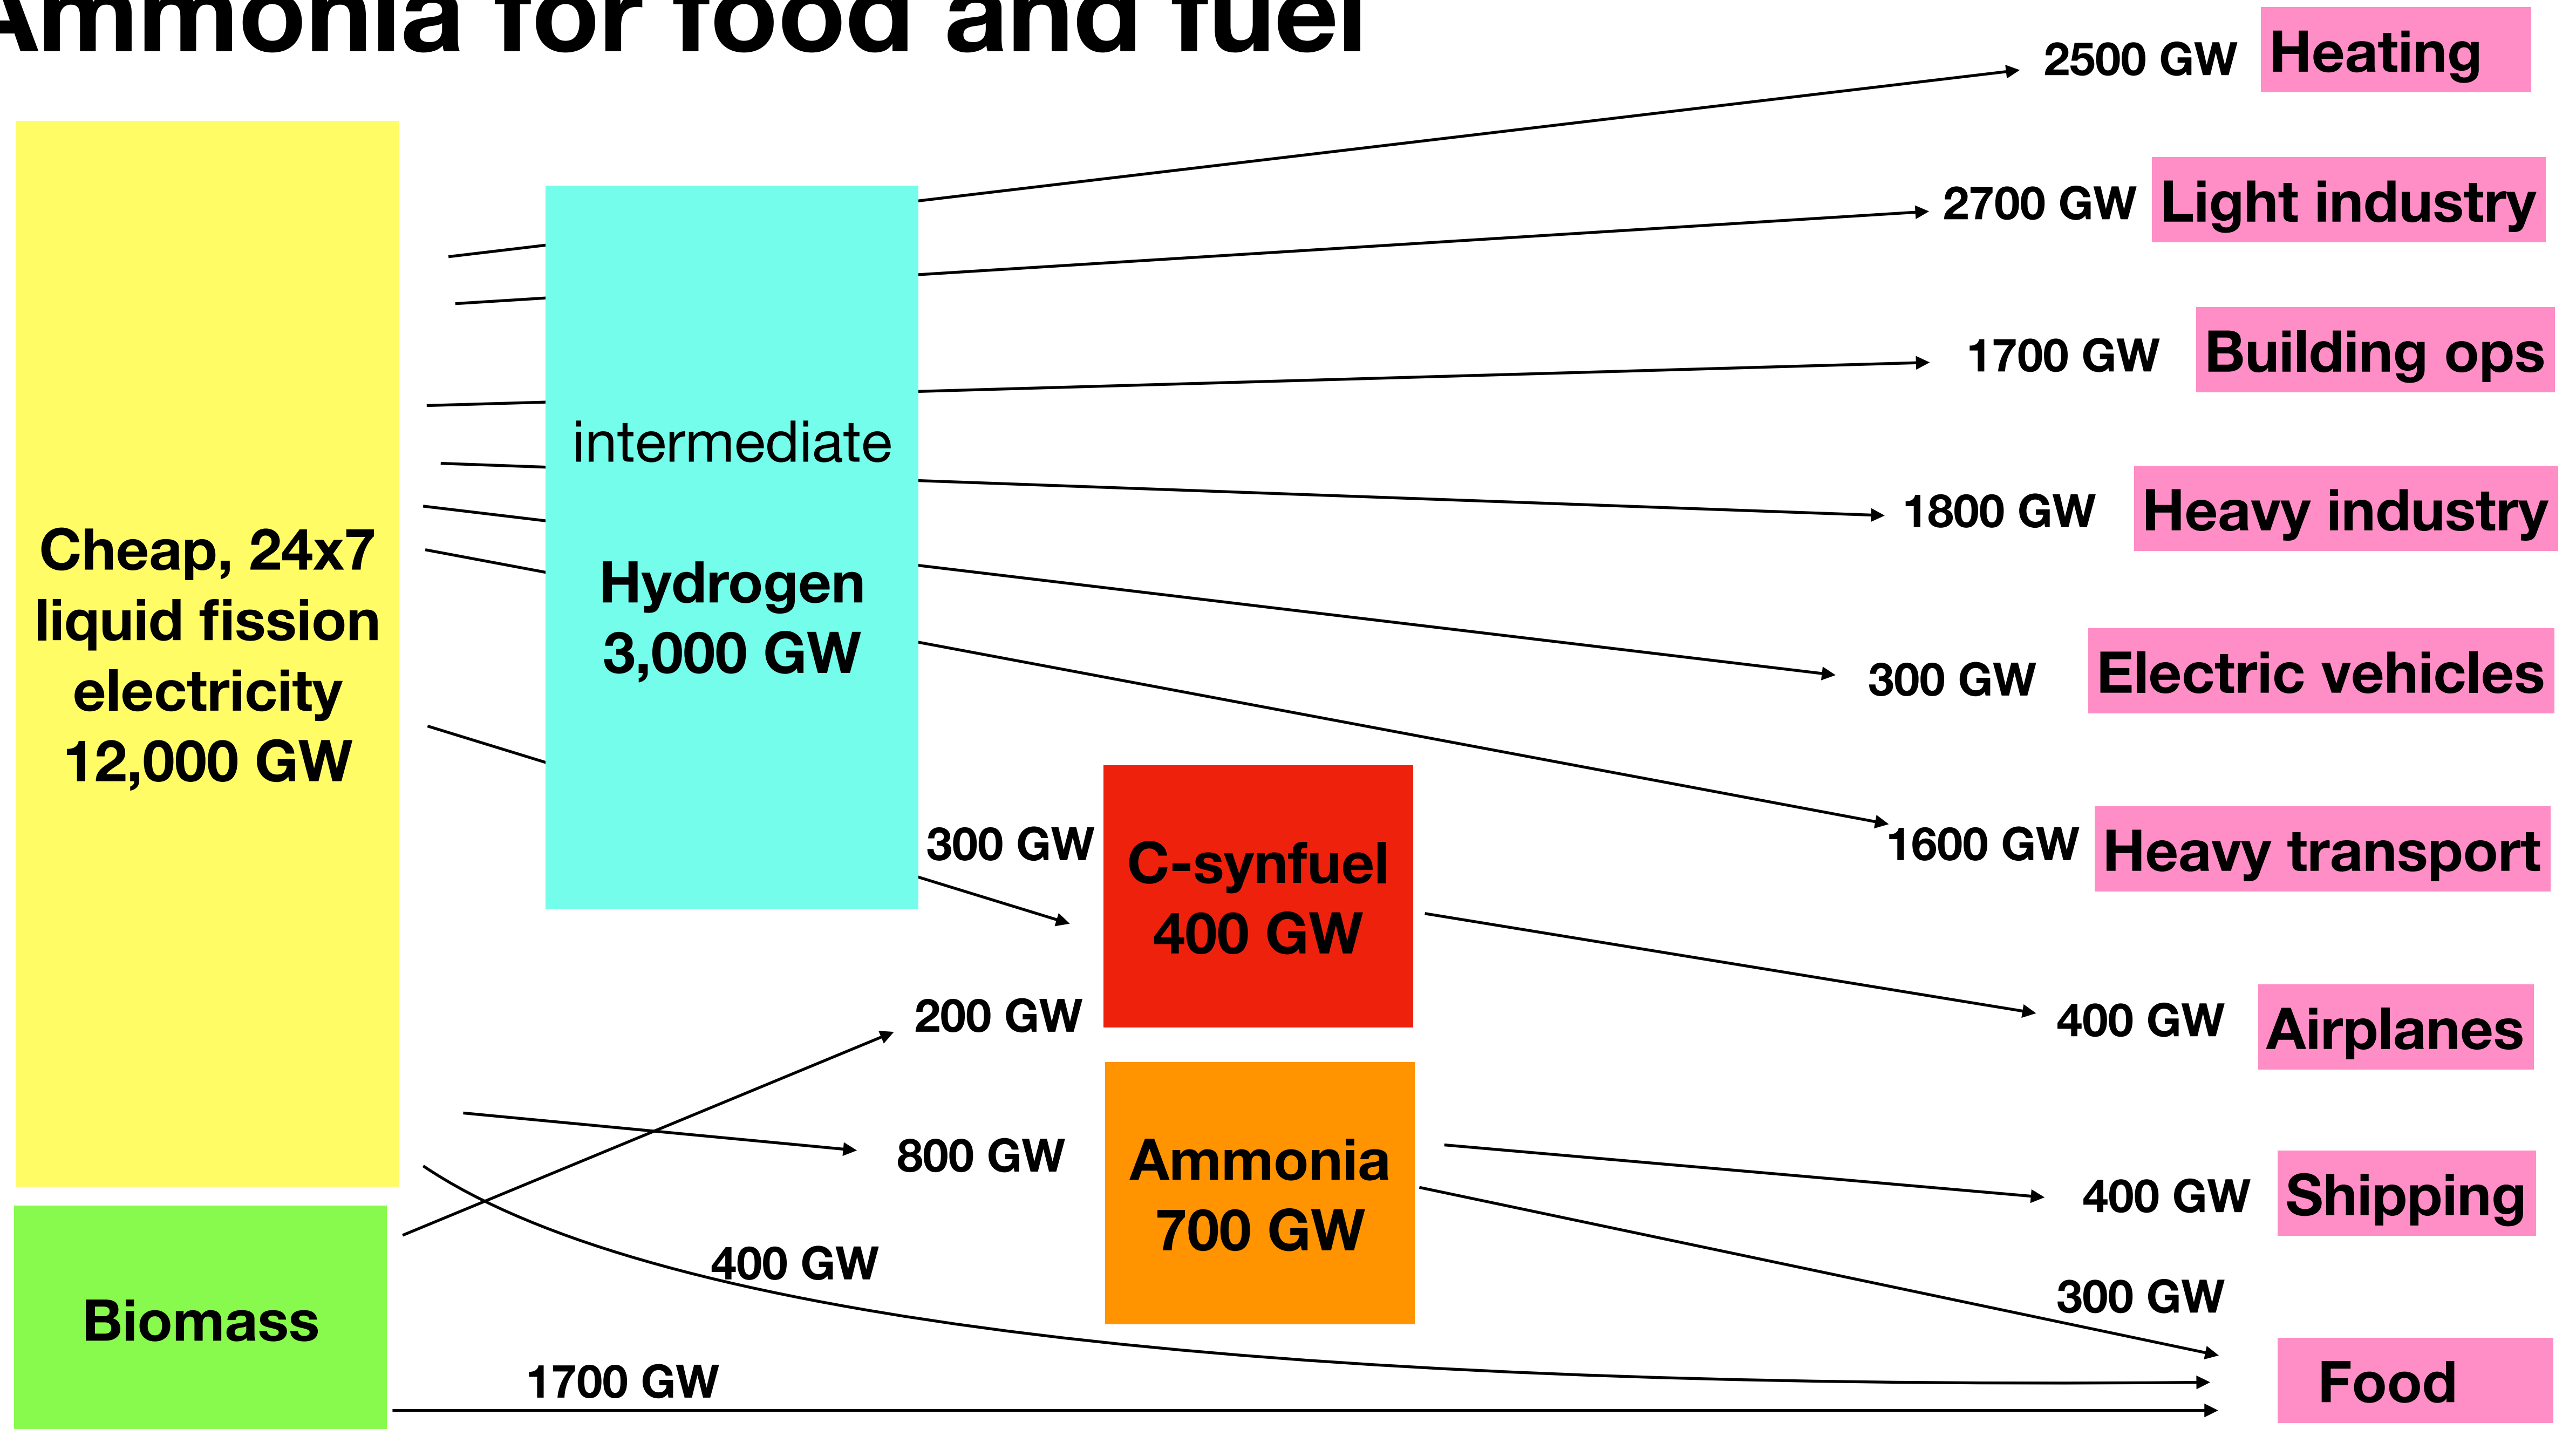 Ammonia for food and fuel
2500 GW
Heating
2700 GW
Light industry
1700 GW
Building ops
1800 GW
Heavy industry
300 GW
Electric vehicles
1600 GW
Heavy transport
400 GW
Airplanes
400 GW
Shipping
300 GW
Food
Cheap, 24x7
liquid fission
electricity
12,000 GW
intermediate
Hydrogen
3,000 GW
300 GW
C-synfuel
400 GW
200 GW
800 GW
Ammonia
700 GW
400 GW
Biomass
1700 GW